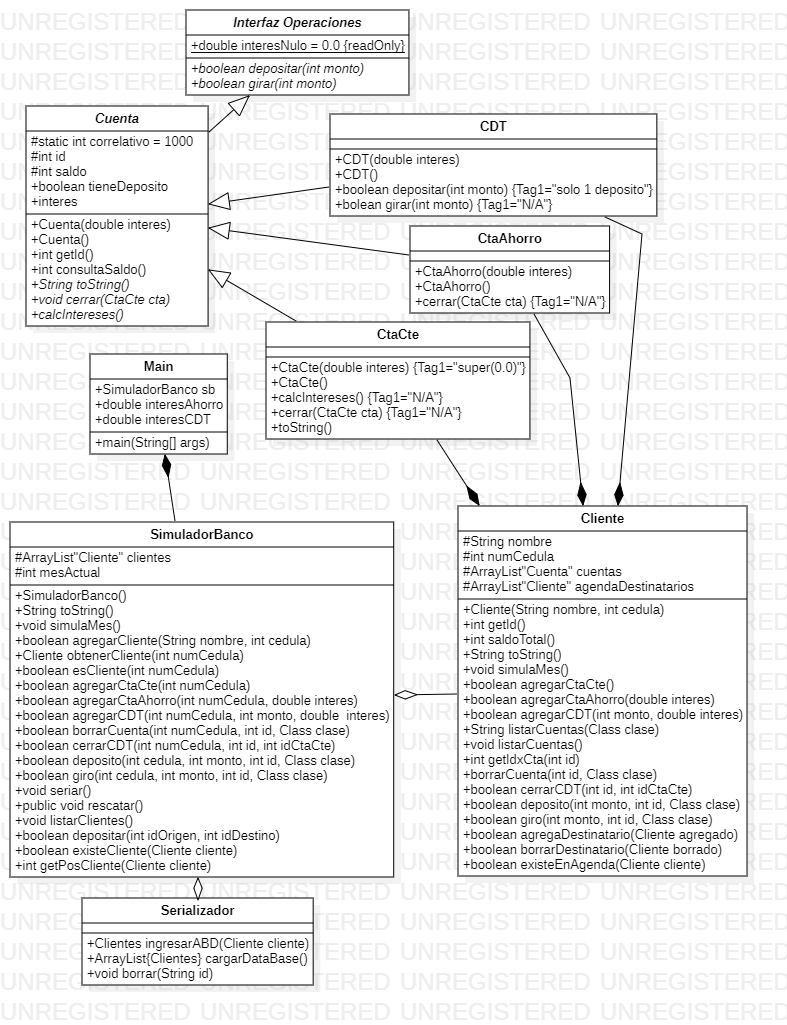 UNREGISTERED
Interfaz Operaciones
+double interesNulo = 0.0 {readOnly}
+boolean depositar(int monto)
+boolean girar(int monto)
Cuenta
#static int correlativo = 1000
#int id
#int saldo
+boolean tieneDeposito
+interes
+Cuenta(double interes)
+Cuenta()
+int getId()
+int consultaSaldo()
+String toString()
+void cerrar(CtaCte cta)
+calcIntereses()
CDT
+CDT(double interes)
+CDT()
+boolean depositar(int monto) {Tag1="solo 1 deposito"}
+bolean girar(int monto) {Tag1="N/A"}
CtaAhorro
+CtaAhorro(double interes)
+CtaAhorro()
+cerrar(CtaCte cta) {Tag1="N/A"}
CtaCte
+CtaCte(double interes) {Tag1="super(0.0)"}
+CtaCte()
+calcIntereses() {Tag1="N/A"}
+cerrar(CtaCte cta) {Tag1="N/A"}
+toString()
Main
+SimuladorBanco sb
+double interesAhorro
+double interesCDT
+main(String[] args)
SimuladorBanco
#ArrayList"Cliente" clientes
#int mesActual
+SimuladorBanco()
+String toString()
+void simulaMes()
+boolean agregarCliente(String nombre, int cedula)
+Cliente obtenerCliente(int numCedula)
+boolean esCliente(int numCedula)
+boolean agregarCtaCte(int numCedula)
+boolean agregarCtaAhorro(int numCedula, double interes)
+boolean agregarCDT(int numCedula, int monto, double  interes)
+boolean borrarCuenta(int numCedula, int id, Class clase)
+boolean cerrarCDT(int numCedula, int id, int idCtaCte)
+boolean deposito(int cedula, int monto, int id, Class clase)
+boolean giro(int cedula, int monto, int id, Class clase)
+void seriar()
+public void rescatar()
+void listarClientes()
+boolean depositar(int idOrigen, int idDestino)
+boolean existeCliente(Cliente cliente)
+int getPosCliente(Cliente cliente)
Cliente
#String nombre
#int numCedula
#ArrayList"Cuenta" cuentas
#ArrayList"Cliente" agendaDestinatarios
+Cliente(String nombre, int cedula)
+int getId()
+int saldoTotal()
+String toString()
+void simulaMes()
+boolean agregarCtaCte()
+boolean agregarCtaAhorro(double interes)
+boolean agregarCDT(int monto, double interes)
+String listarCuentas(Class clase)
+void listarCuentas()
+int getIdxCta(int id)
+borrarCuenta(int id, Class clase)
+boolean cerrarCDT(int id, int idCtaCte)
+boolean deposito(int monto, int id, Class clase)
+boolean giro(int monto, int id, Class clase)
+boolean agregaDestinatario(Cliente agregado)
+boolean borrarDestinatario(Cliente borrado)
+boolean existeEnAgenda(Cliente cliente)
Serializador
+Clientes ingresarABD(Cliente cliente)
+ArrayList{Clientes} cargarDataBase()
+void borrar(String id)